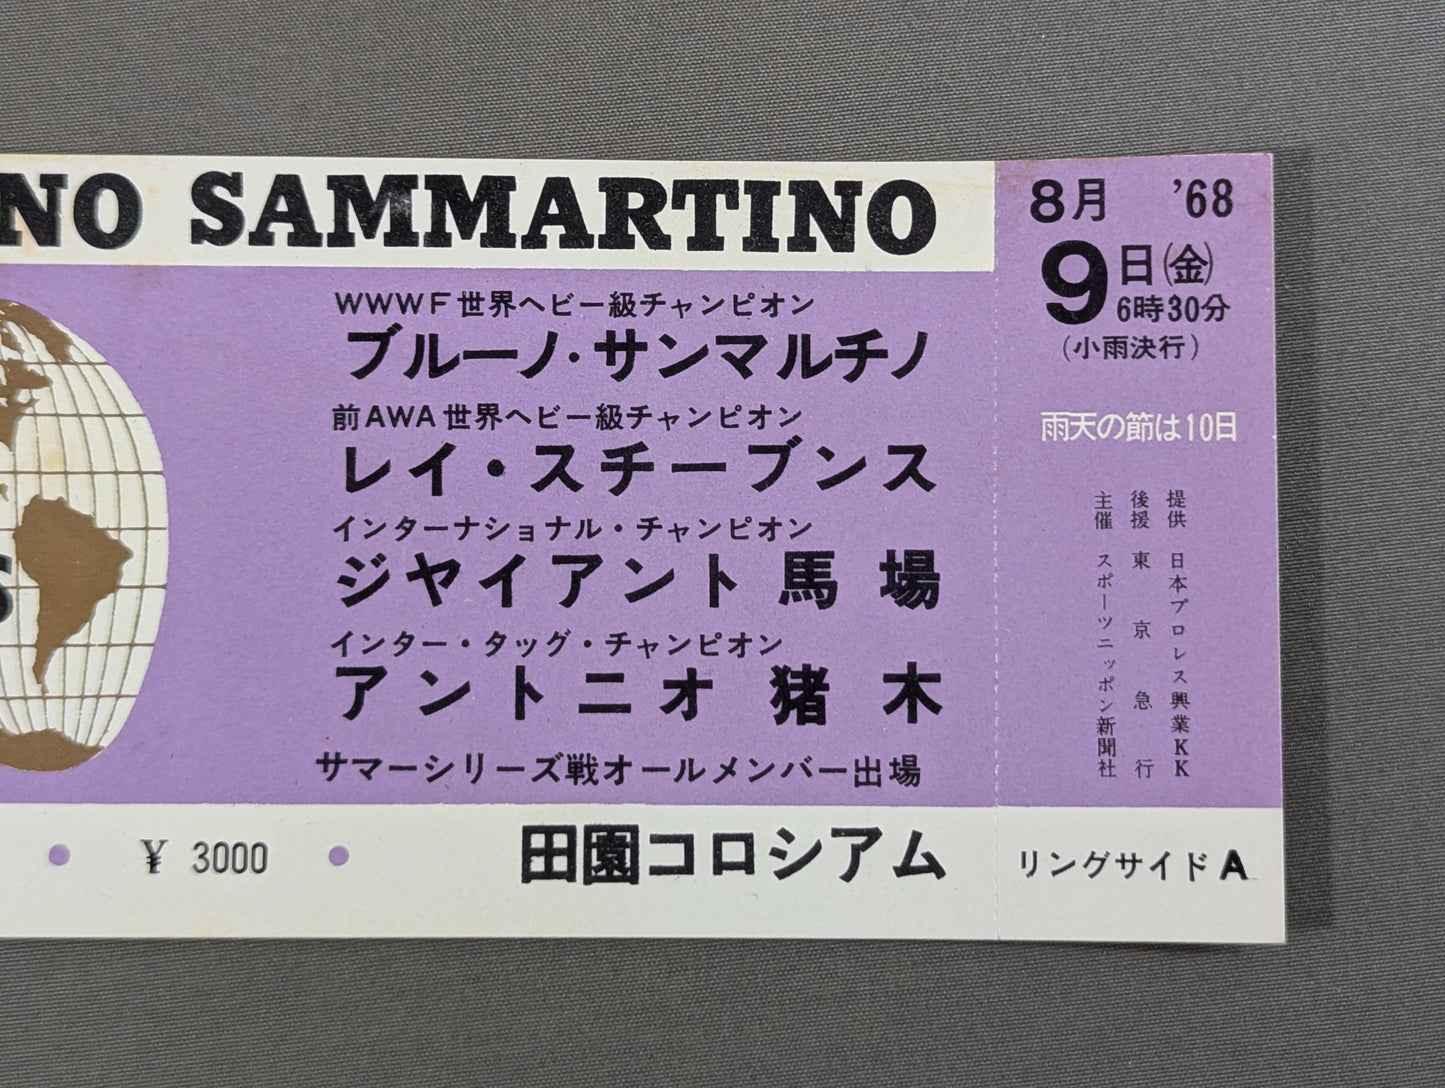 NO SAMMARTINO
WWWF世界ヘビー級チャンピオン
ブルーノ・サンマルチノ
前AWA世界ヘビー級チャンピオン
レイ・スチーブンス
インターナショナル・チャンピオン
ジヤイアント馬場
インター・タッグ・チャンピオン
アントニオ猪木
サマーシリーズ戦オールメンバー出場
S
¥ 3000
田園コロシアム
8月 '68
9日(金)
6時30分
(小雨決行)
雨天の節は10日
提供 日本プロレス興業KK
後援 東京急行
主催 スポーツニッポン新聞社
リングサイドA